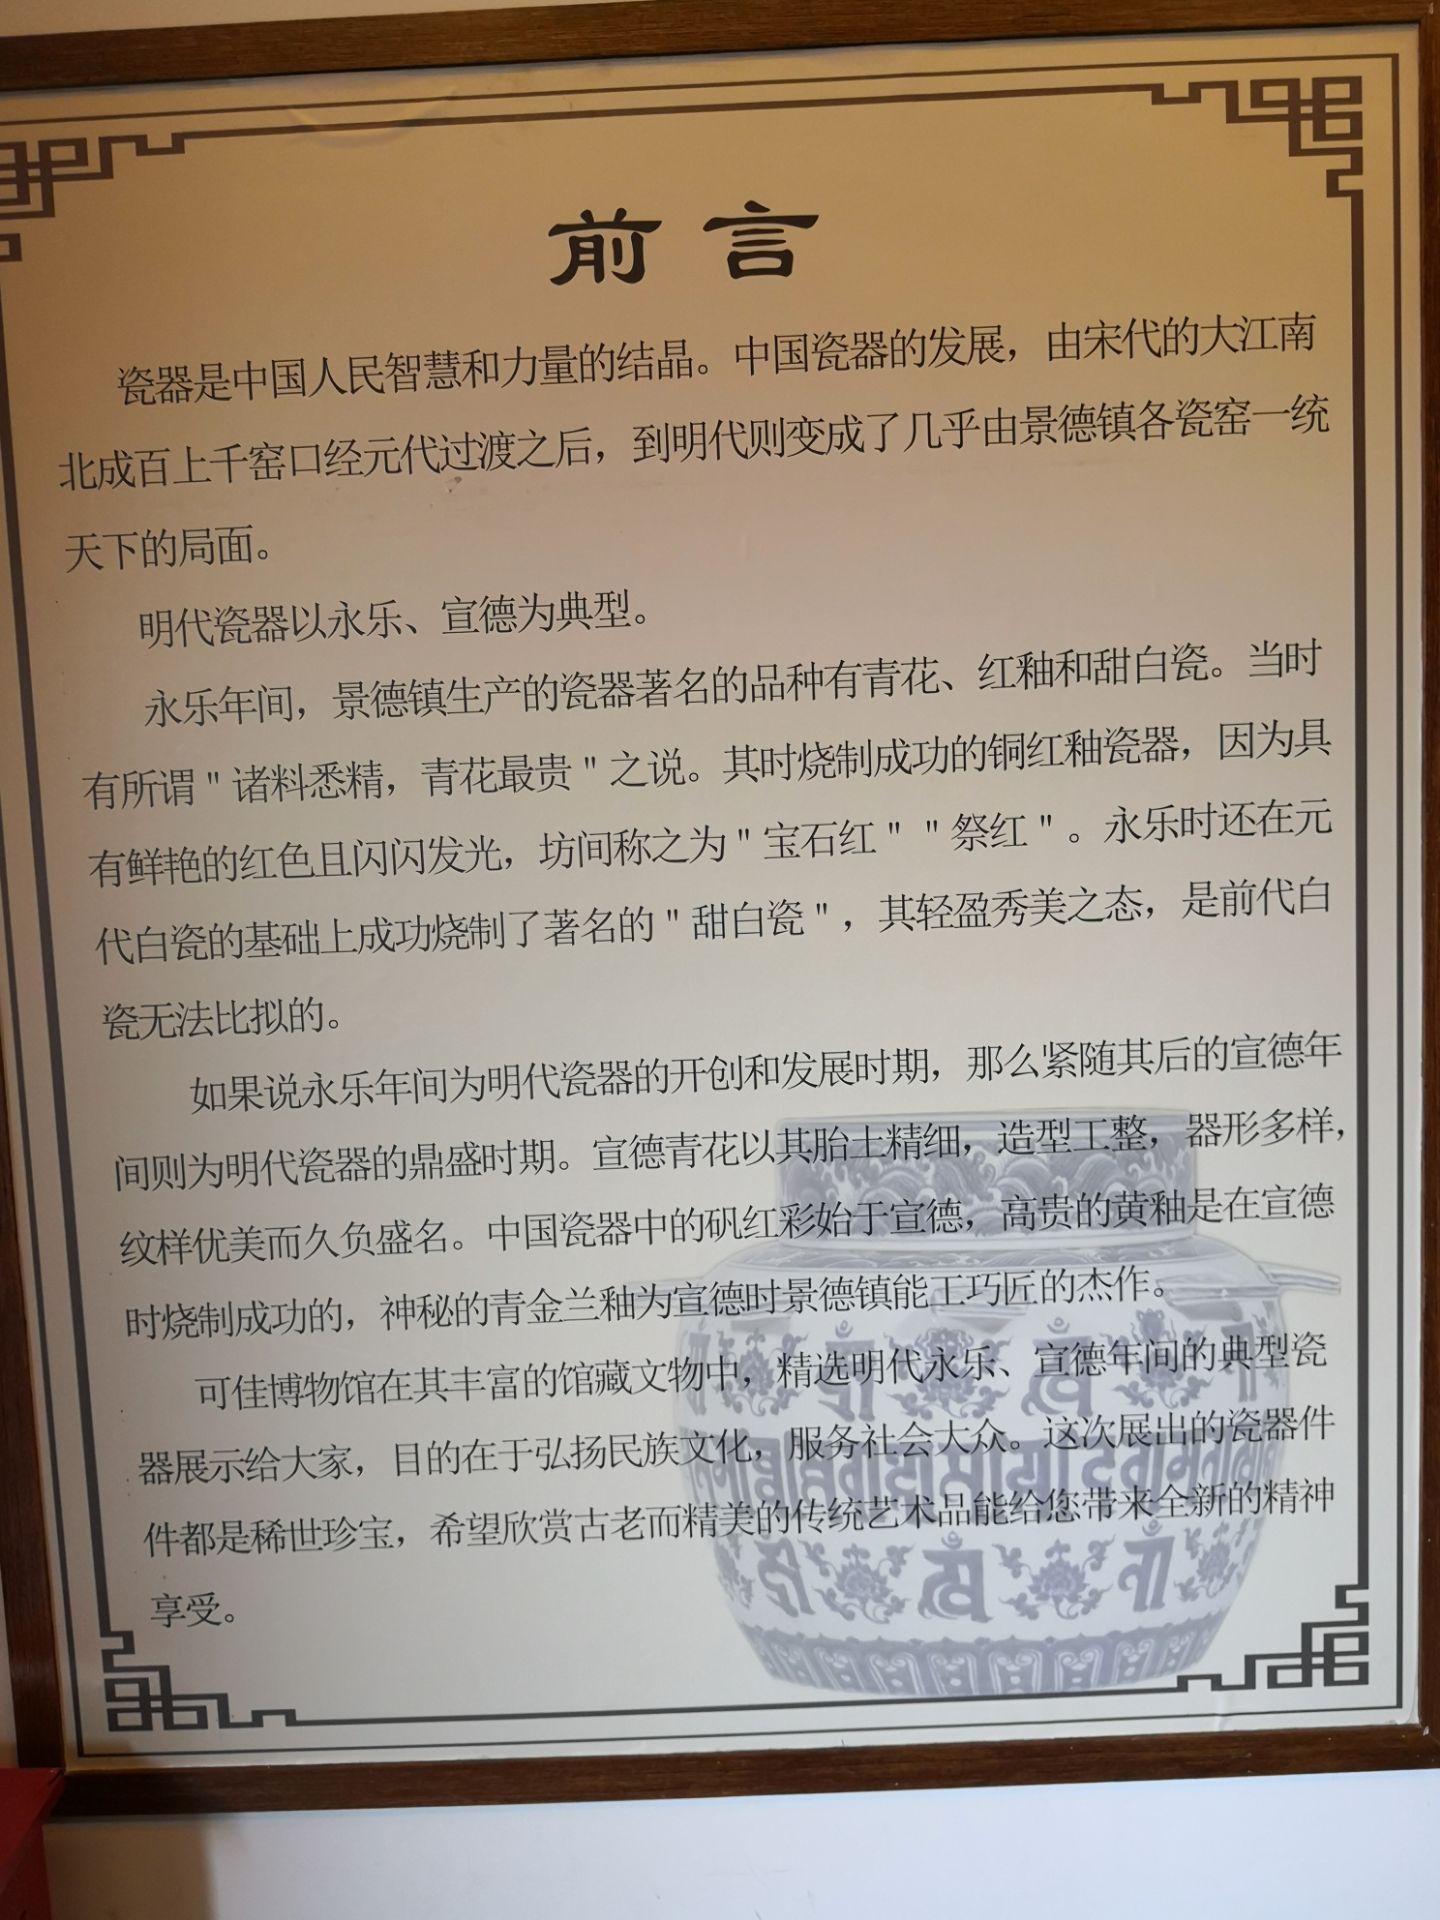 前言
瓷器是中国人民智慧和力量的结晶。中国瓷器的发展，由宋代的大江南
北成百上千窑口经元代过渡之后，到明代则变成了几乎由景德镇各瓷窑一统
天下的局面。
明代瓷器以永乐、宣德为典型。
永乐年间，景德镇生产的瓷器著名的品种有青花、红釉和甜白瓷。当时
有所谓"诸料悉精，青花最贵"之说。其时烧制成功的铜红釉瓷器，因为具
有鲜艳的红色且闪闪发光，坊间称之为"宝石红""祭红"。永乐时还在元
代白瓷的基础上成功烧制了著名的"甜白瓷"，其轻盈秀美之态，是前代白
瓷无法比拟的。
如果说永乐年间为明代瓷器的开创和发展时期，那么紧随其后的宣德年
间则为明代瓷器的鼎盛时期。宣德青花以其胎土精细，造型工整，器形多样，
纹样优美而久负盛名。中国瓷器中的矾红彩始于宣德，高贵的黄釉是在宣德
时烧制成功的，神秘的青金兰釉为宣德时景德镇能工巧匠的杰作。
可佳博物馆在其丰富的馆藏文物中，精选明代永乐、宣德年间的典型瓷
器展示给大家，目的在于弘扬民族文化，服务社会大众。这次展出的瓷器件
件都是稀世珍宝，希望欣赏古老而精美的传统艺术品能给您带来全新的精神
享受。